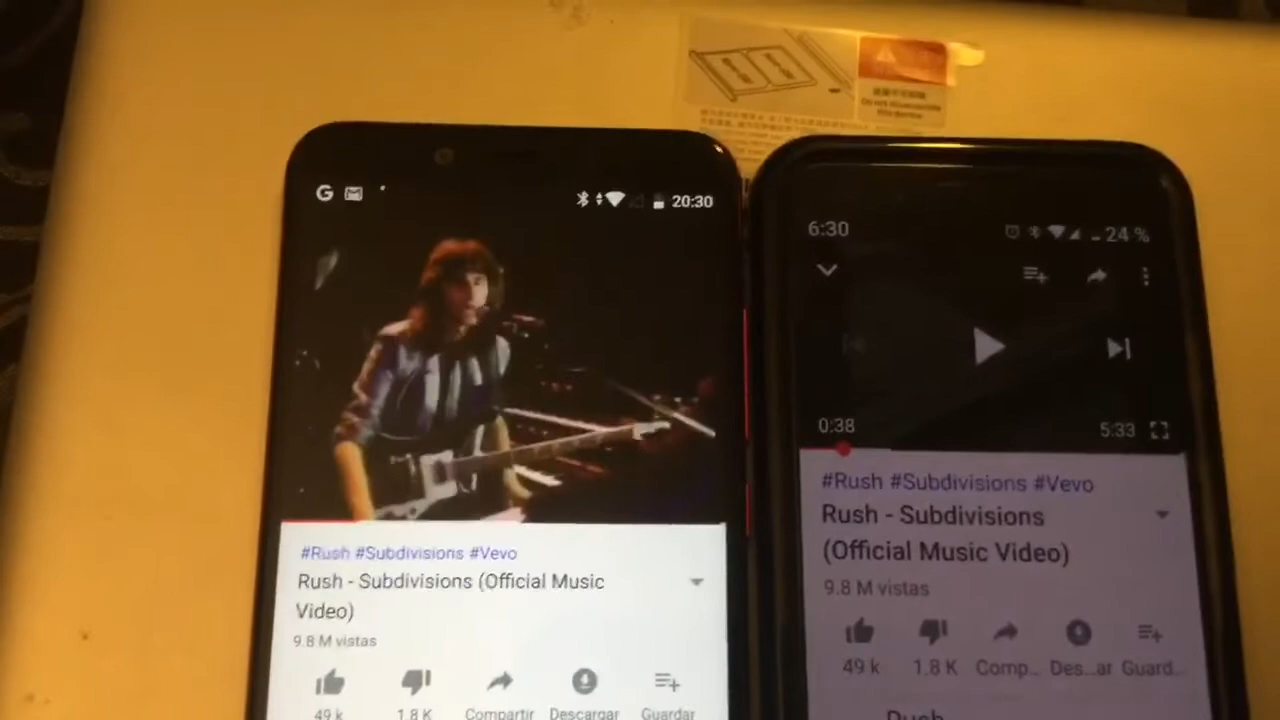 G
20:30
#Rush #Subdivisions #Vevo
Rush - Subdivisions (Official Music
Video)
9.8 M vistas
49 k
1.8 K
Compartir
Descargar
Guardar
6:30
24 %
0:38
5:33
#Rush #Subdivisions #Vevo
Rush - Subdivisions
(Official Music Video)
9.8 M vistas
49 k
1.8 K
Comp...
Des...ar
Guard...
Rush